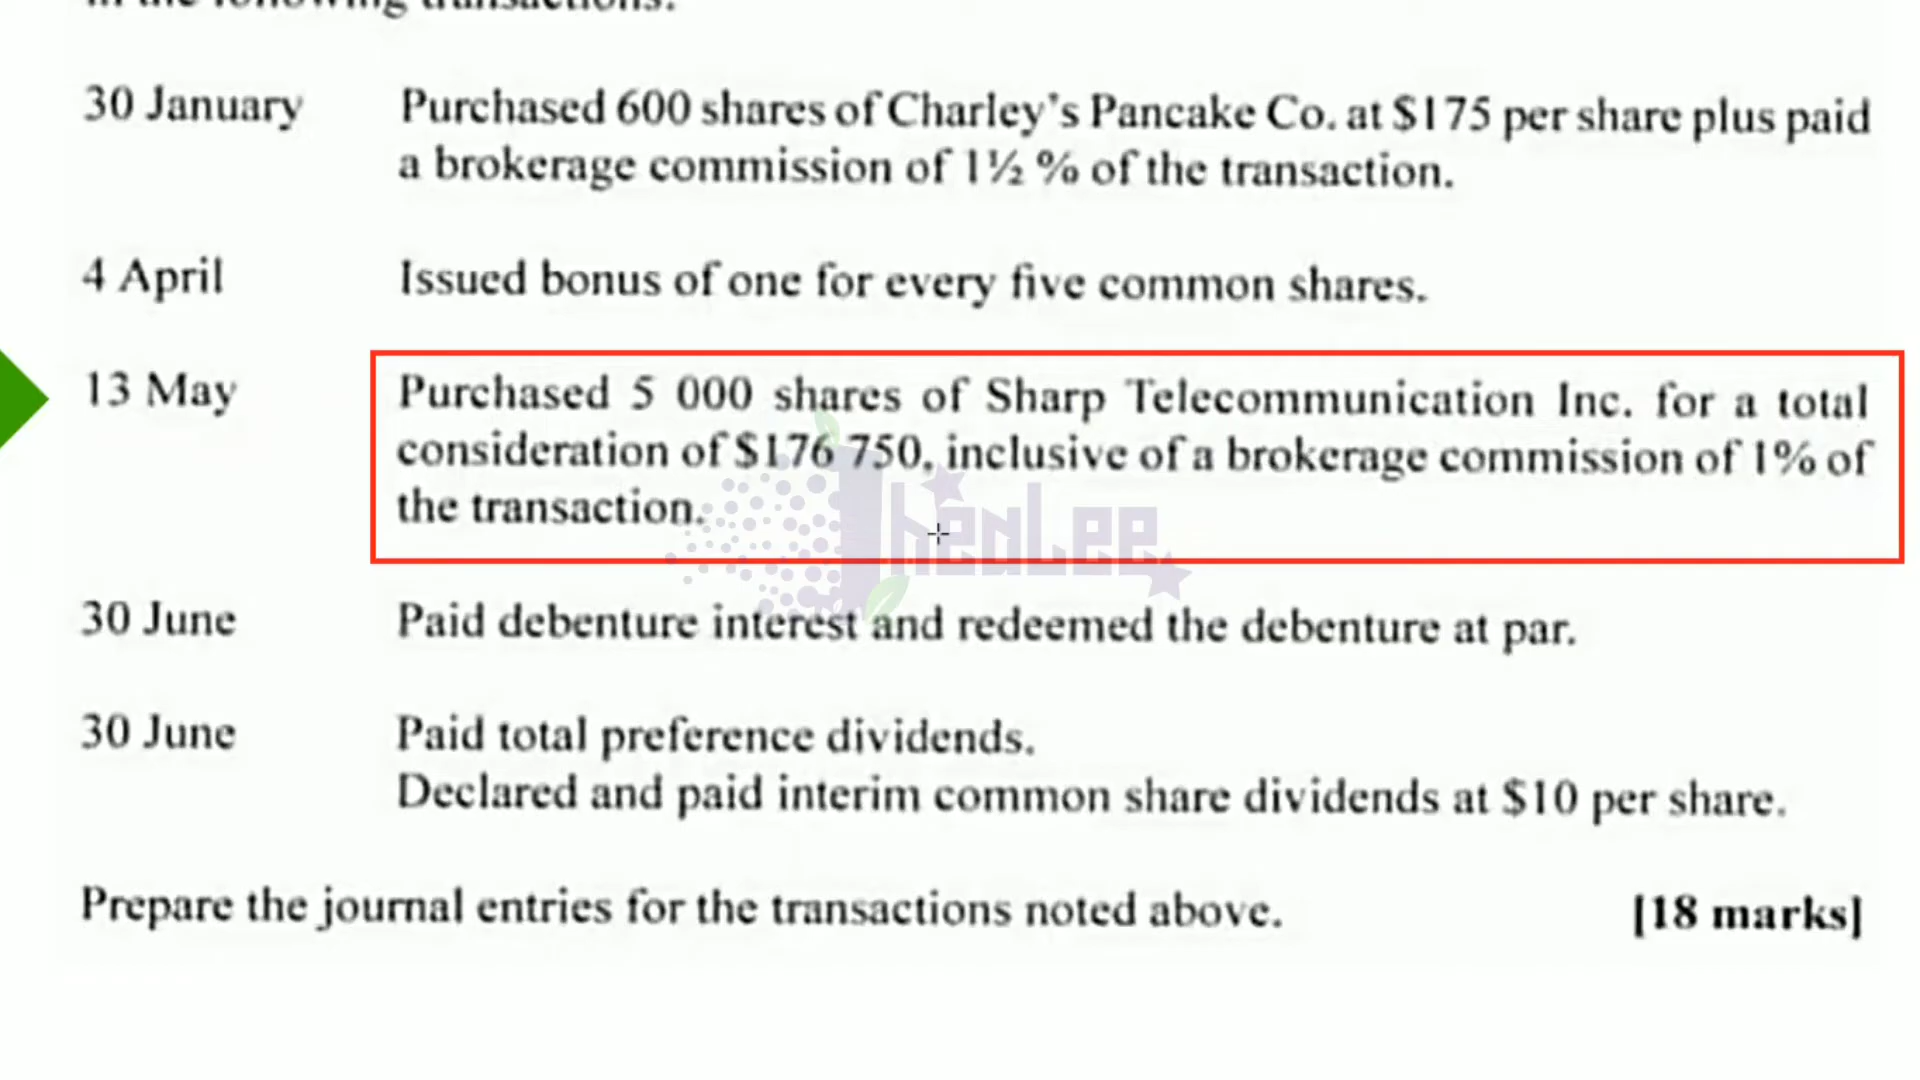 in the following transactions:
30 January Purchased 600 shares of Charley's Pancake Co. at $175 per share plus paid
a brokerage commission of 1½ % of the transaction.
4 April Issued bonus of one for every five common shares.
13 May Purchased 5 000 shares of Sharp Telecommunication Inc. for a total
consideration of $176 750, inclusive of a brokerage commission of 1% of
the transaction.
ThedLee
30 June Paid debenture interest and redeemed the debenture at par.
30 June Paid total preference dividends.
Declared and paid interim common share dividends at $10 per share.
Prepare the journal entries for the transactions noted above. [18 marks]